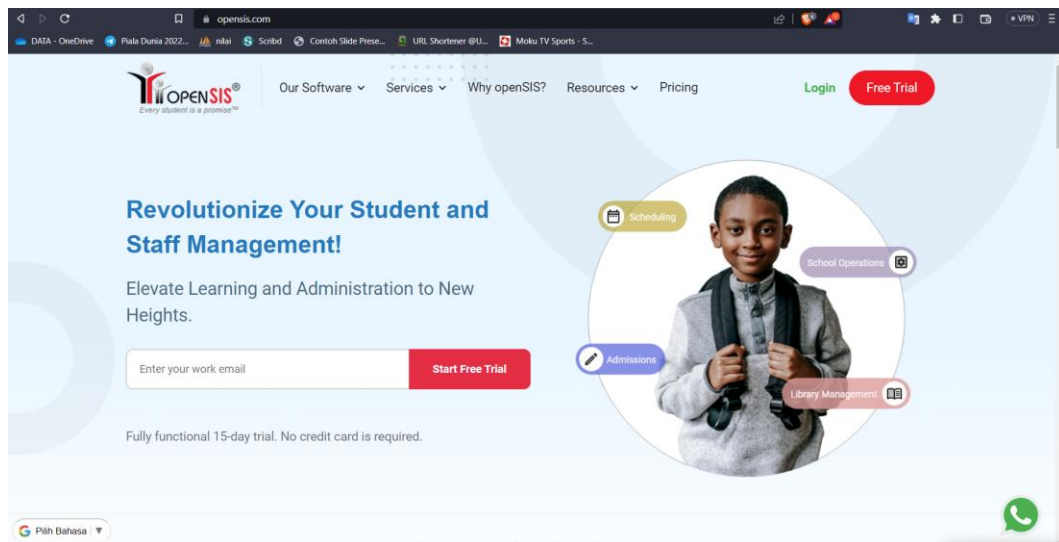 opensis.com
VPN
DATA - OneDrive Piala Dunia 2022... nilai Scribd Contoh Slide Prese... URL Shortener @U... Moku TV Sports - S...
OPENSIS®
Every student is a promise™
Our Software Services Why openSIS? Resources Pricing Login Free Trial
Revolutionize Your Student and
Staff Management!
Elevate Learning and Administration to New
Heights.
Enter your work email Start Free Trial
Fully functional 15-day trial. No credit card is required.
Scheduling
School Operations
Admissions
Library Management
G Pilih Bahasa ▼